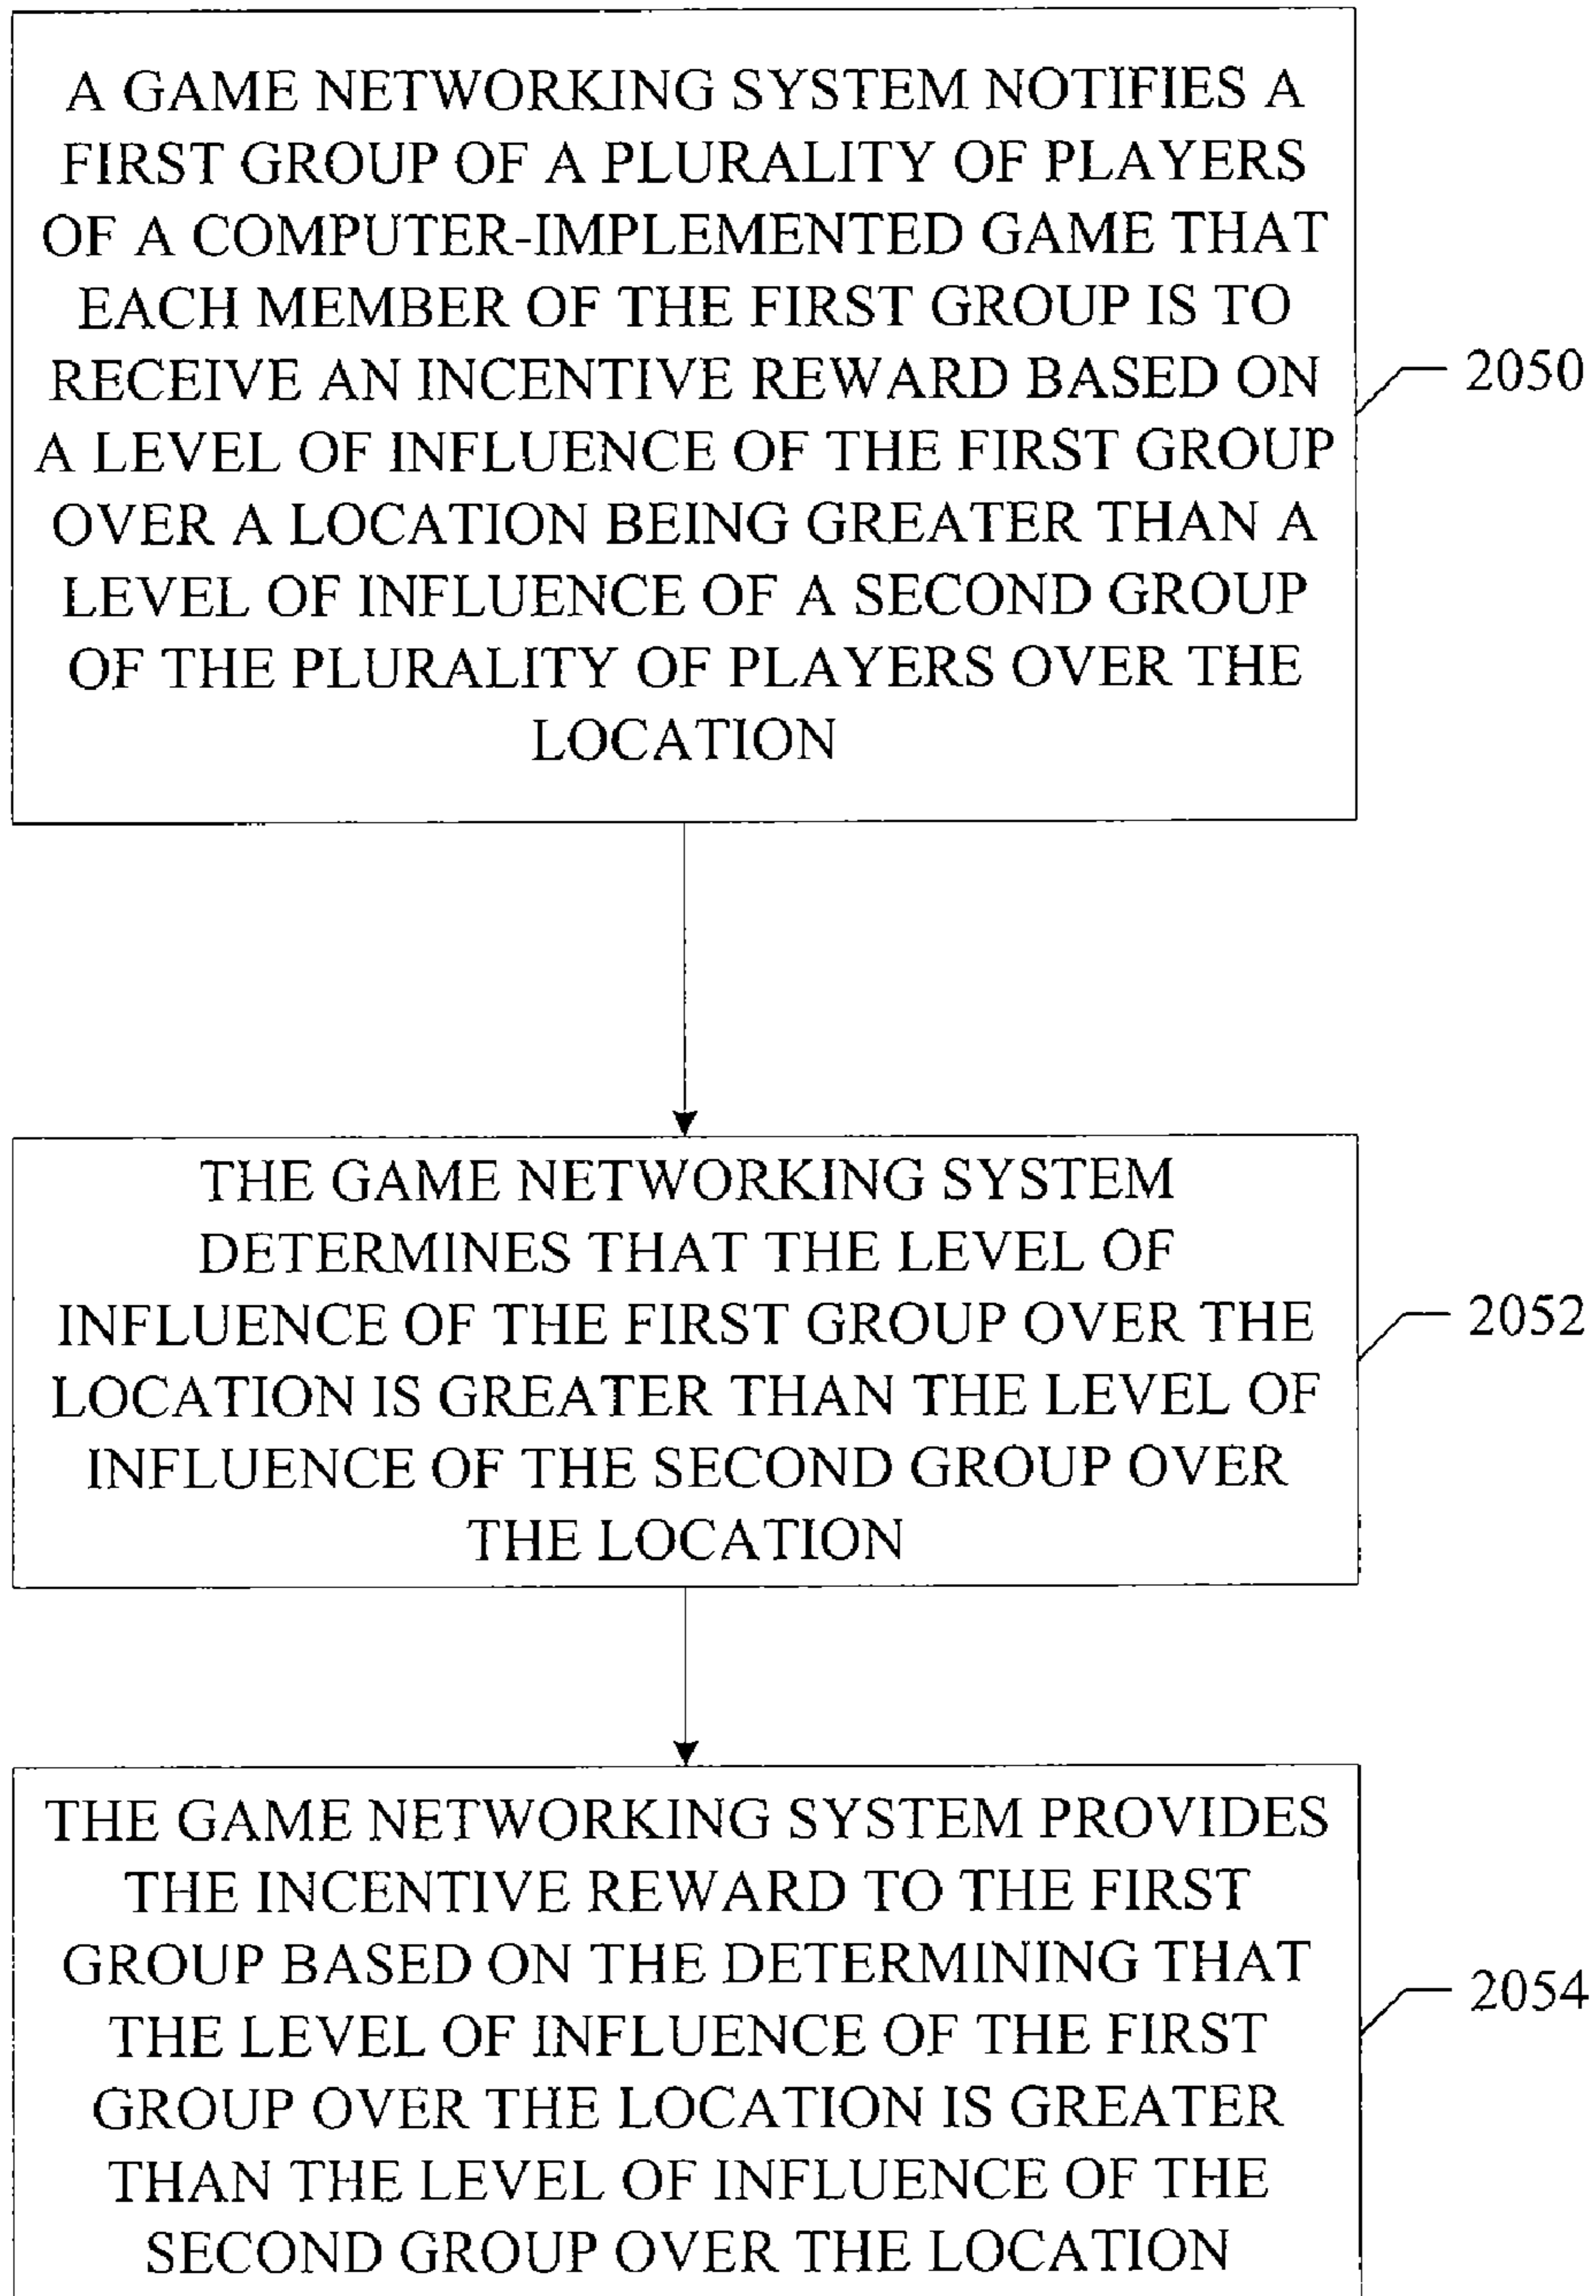 A GAME NETWORKING SYSTEM NOTIFIES A
FIRST GROUP OF A PLURALITY OF PLAYERS
OF A COMPUTER-IMPLEMENTED GAME THAT
EACH MEMBER OF THE FIRST GROUP IS TO
RECEIVE AN INCENTIVE REWARD BASED ON
A LEVEL OF INFLUENCE OF THE FIRST GROUP
OVER A LOCATION BEING GREATER THAN A
LEVEL OF INFLUENCE OF A SECOND GROUP
OF THE PLURALITY OF PLAYERS OVER THE
LOCATION
2050
THE GAME NETWORKING SYSTEM
DETERMINES THAT THE LEVEL OF
INFLUENCE OF THE FIRST GROUP OVER THE
LOCATION IS GREATER THAN THE LEVEL OF
INFLUENCE OF THE SECOND GROUP OVER
THE LOCATION
2052
THE GAME NETWORKING SYSTEM PROVIDES
THE INCENTIVE REWARD TO THE FIRST
GROUP BASED ON THE DETERMINING THAT
THE LEVEL OF INFLUENCE OF THE FIRST
GROUP OVER THE LOCATION IS GREATER
THAN THE LEVEL OF INFLUENCE OF THE
SECOND GROUP OVER THE LOCATION
2054